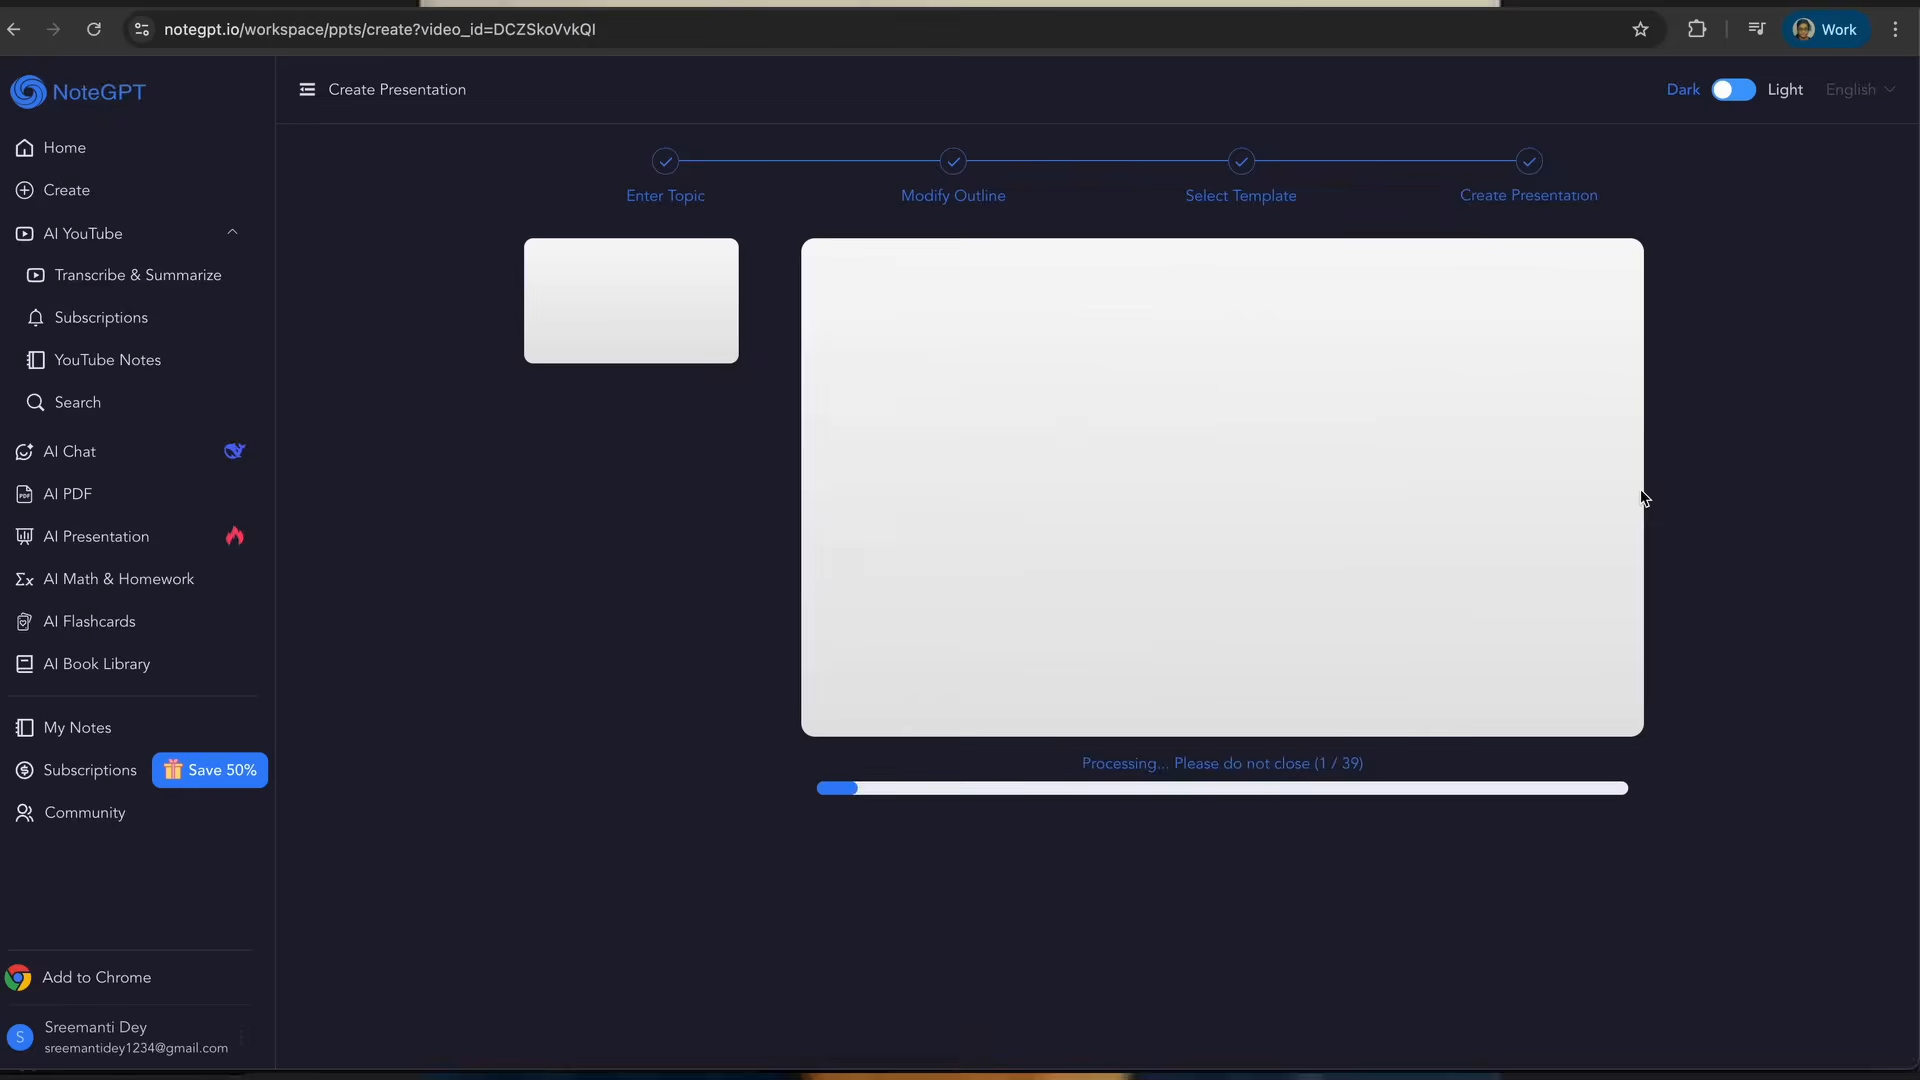 notegpt.io/workspace/ppts/create?video_id=DCZSkoVvkQI
Work
NoteGPT
Create Presentation
Dark
Light
English
Home
Create
AI YouTube
Transcribe & Summarize
Subscriptions
YouTube Notes
Search
AI Chat
AI PDF
AI Presentation
AI Math & Homework
AI Flashcards
AI Book Library
My Notes
Subscriptions
Save 50%
Community
Add to Chrome
S
Sreemanti Dey
sreemantidey1234@gmail.com
Enter Topic
Modify Outline
Select Template
Create Presentation
Processing... Please do not close (1 / 39)